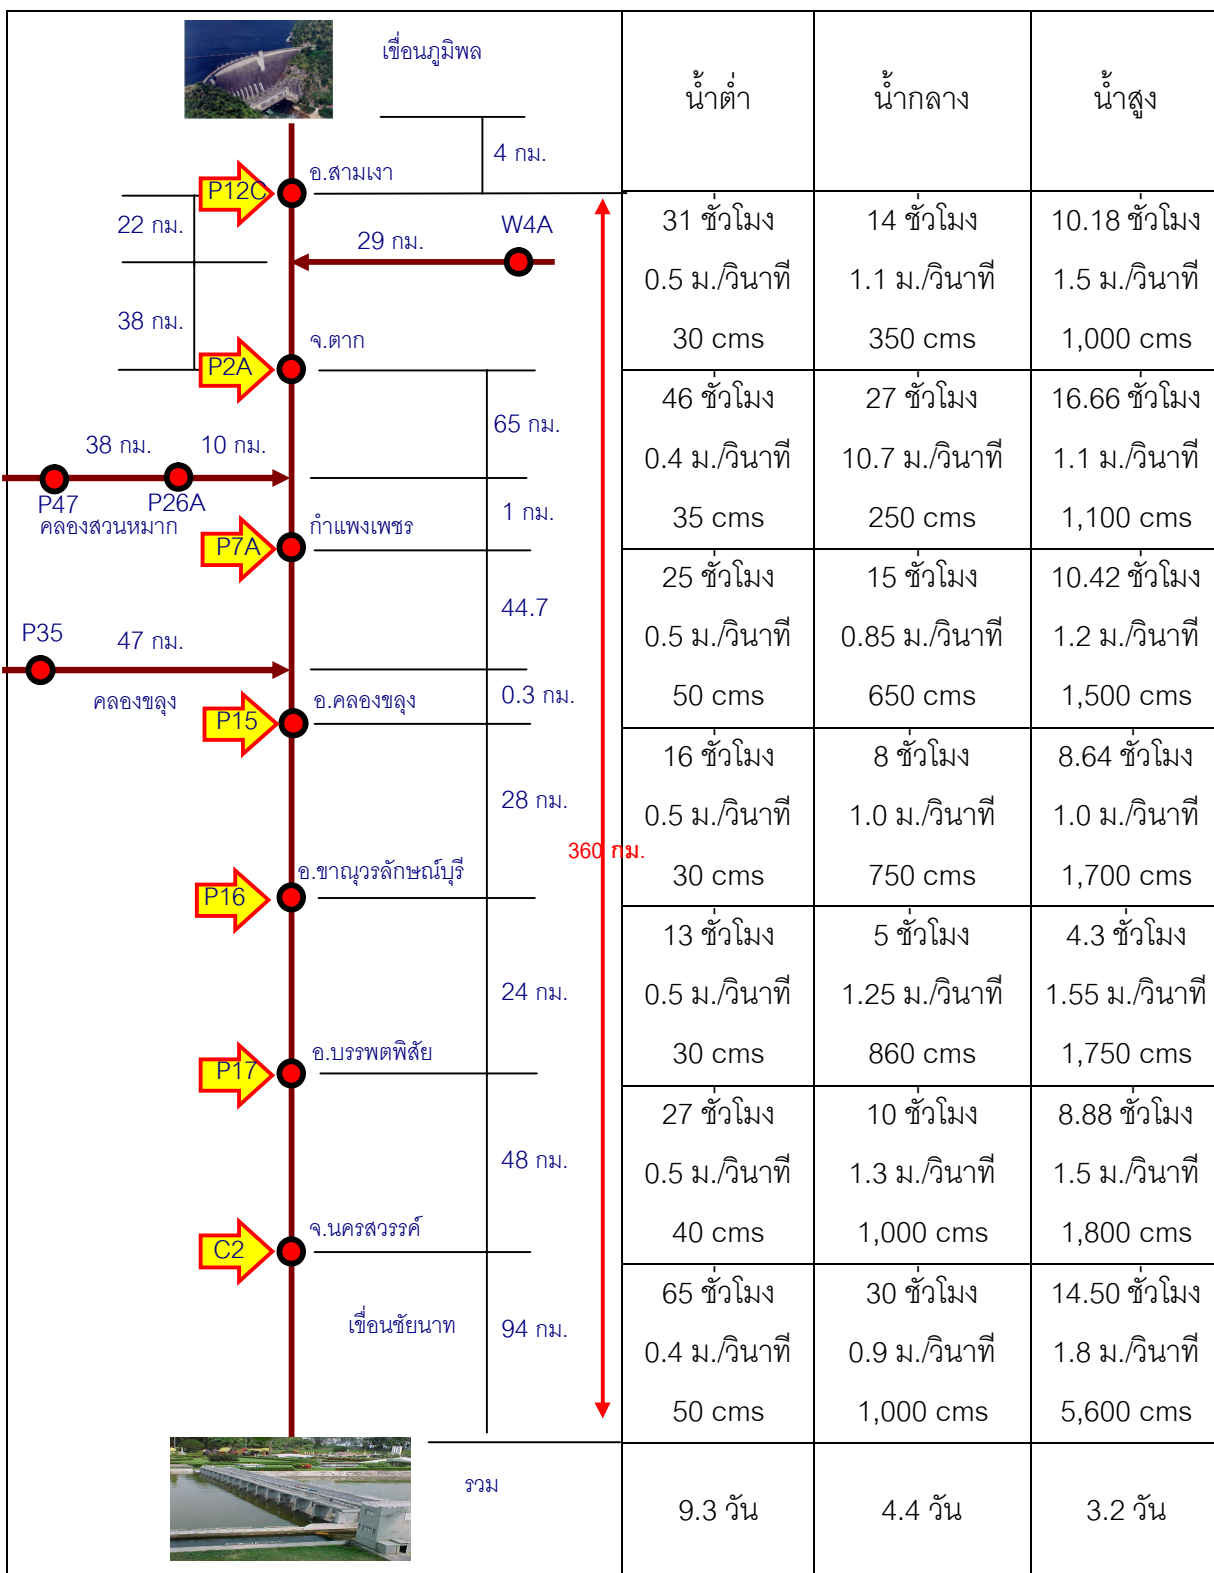 เขื่อนภูมิพล
น้ำต่ำ
น้ำกลาง
น้ำสูง
4 กม.
อ.สามเงา
P12C
22 กม.
29 กม.
W4A
31 ชั่วโมง
14 ชั่วโมง
10.18 ชั่วโมง
0.5 ม./วินาที
1.1 ม./วินาที
1.5 ม./วินาที
38 กม.
จ.ตาก
30 cms
350 cms
1,000 cms
P2A
65 กม.
46 ชั่วโมง
27 ชั่วโมง
16.66 ชั่วโมง
38 กม.
10 กม.
0.4 ม./วินาที
10.7 ม./วินาที
1.1 ม./วินาที
P47
P26A
คลองสวนหมาก
1 กม.
35 cms
250 cms
1,100 cms
กำแพงเพชร
P7A
44.7
25 ชั่วโมง
15 ชั่วโมง
10.42 ชั่วโมง
P35
47 กม.
0.5 ม./วินาที
0.85 ม./วินาที
1.2 ม./วินาที
คลองขลุง
อ.คลองขลุง
0.3 กม.
50 cms
650 cms
1,500 cms
P15
28 กม.
16 ชั่วโมง
8 ชั่วโมง
8.64 ชั่วโมง
0.5 ม./วินาที
1.0 ม./วินาที
1.0 ม./วินาที
360 กม.
อ.ขาณุวรลักษณ์บุรี
30 cms
750 cms
1,700 cms
P16
24 กม.
13 ชั่วโมง
5 ชั่วโมง
4.3 ชั่วโมง
0.5 ม./วินาที
1.25 ม./วินาที
1.55 ม./วินาที
อ.บรรพตพิสัย
30 cms
860 cms
1,750 cms
P17
48 กม.
27 ชั่วโมง
10 ชั่วโมง
8.88 ชั่วโมง
0.5 ม./วินาที
1.3 ม./วินาที
1.5 ม./วินาที
จ.นครสวรรค์
40 cms
1,000 cms
1,800 cms
C2
เขื่อนชัยนาท
94 กม.
65 ชั่วโมง
30 ชั่วโมง
14.50 ชั่วโมง
0.4 ม./วินาที
0.9 ม./วินาที
1.8 ม./วินาที
50 cms
1,000 cms
5,600 cms
รวม
9.3 วัน
4.4 วัน
3.2 วัน